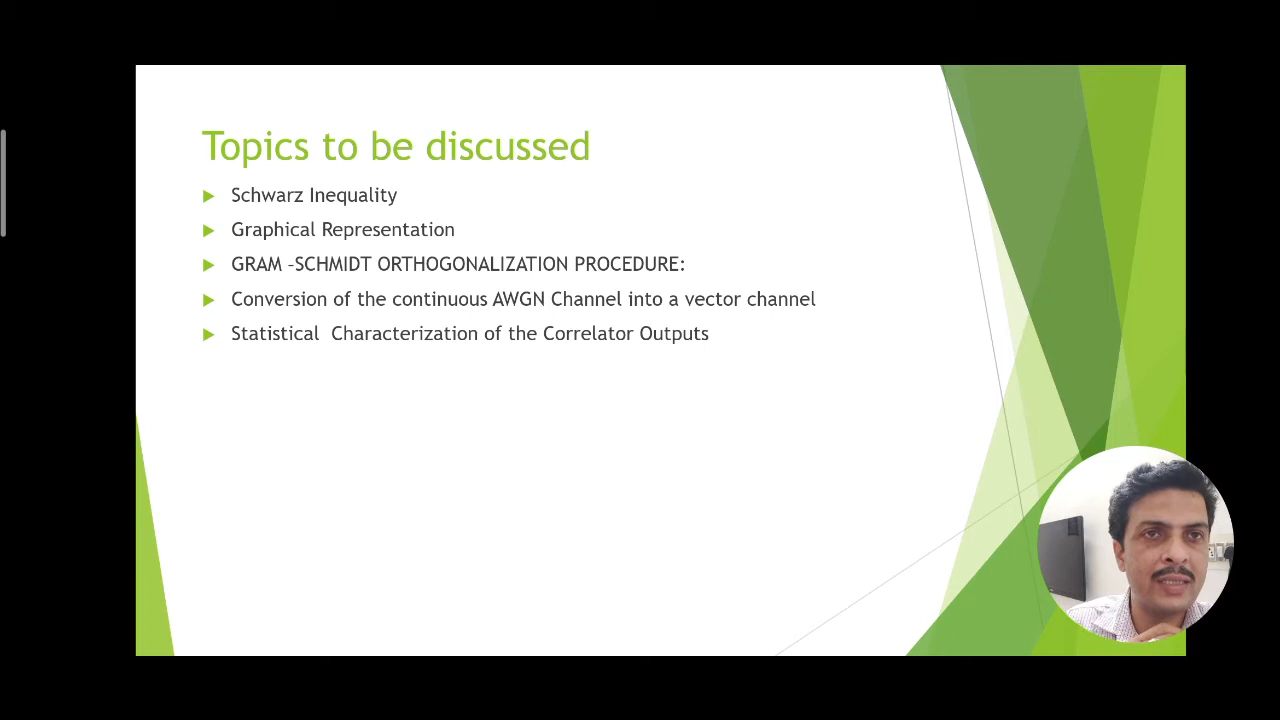 Topics to be discussed
Schwarz Inequality
Graphical Representation
GRAM –SCHMIDT ORTHOGONALIZATION PROCEDURE:
Conversion of the continuous AWGN Channel into a vector channel
Statistical  Characterization of the Correlator Outputs